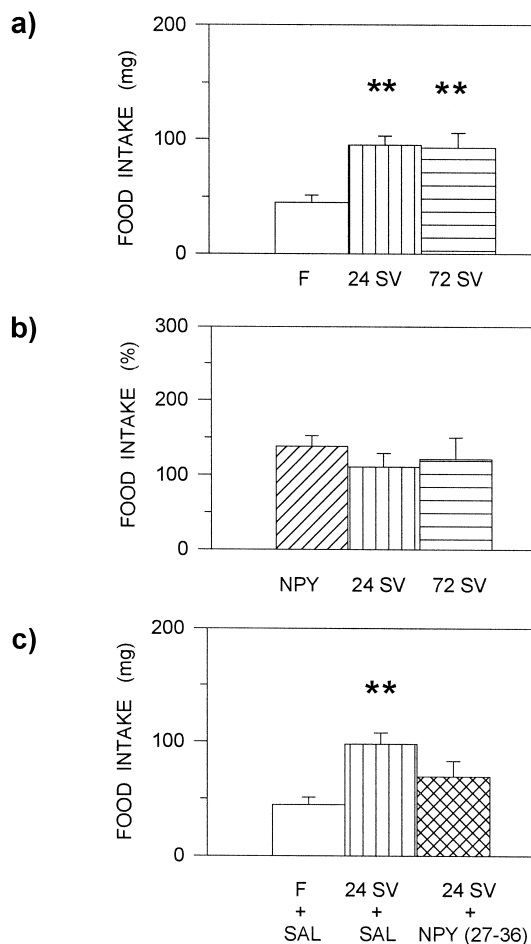 a)
FOOD INTAKE (mg)
200
100
0
** **
F 24 SV 72 SV
b)
FOOD INTAKE (%)
300
200
100
0
NPY 24 SV 72 SV
c)
FOOD INTAKE (mg)
200
100
0
**
F 24 SV 24 SV
+ + +
SAL SAL NPY (27-36)